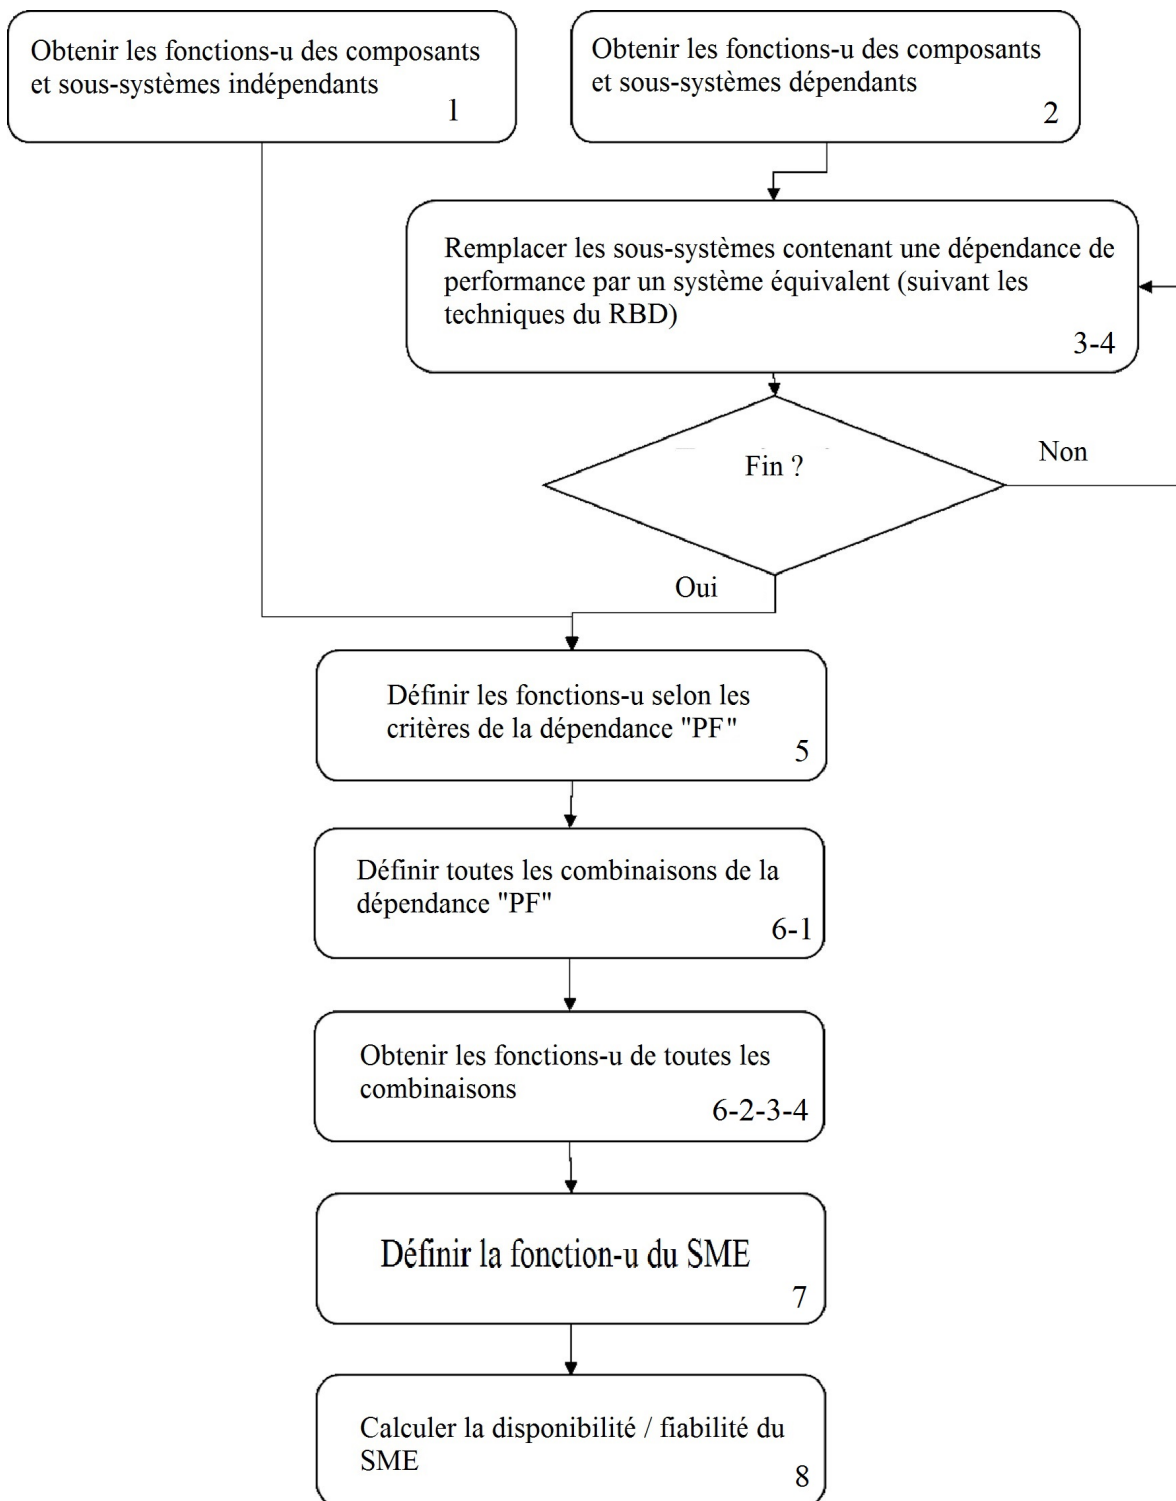 Obtenir les fonctions-u des composants
et sous-systèmes indépendants
1
Obtenir les fonctions-u des composants
et sous-systèmes dépendants
2
Remplacer les sous-systèmes contenant une dépendance de
performance par un système équivalent (suivant les
techniques du RBD)
3-4
Fin ?
Non
Oui
Définir les fonctions-u selon les
critères de la dépendance "PF"
5
Définir toutes les combinaisons de la
dépendance "PF"
6-1
Obtenir les fonctions-u de toutes les
combinaisons
6-2-3-4
Définir la fonction-u du SME
7
Calculer la disponibilité / fiabilité du
SME
8